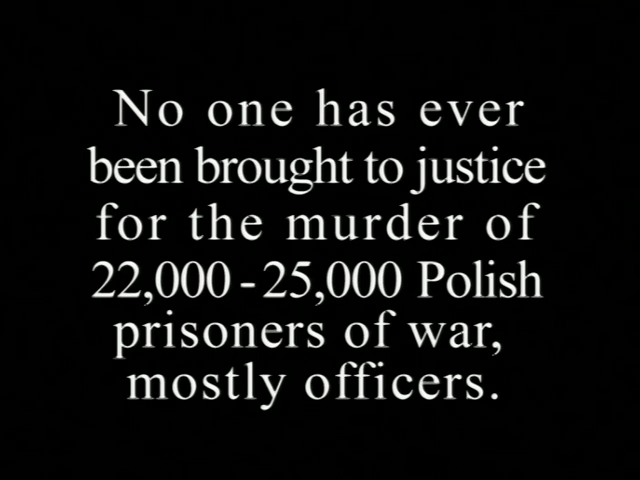 No one has ever
been brought to justice
for the murder of
22,000 - 25,000 Polish
prisoners of war,
mostly officers.